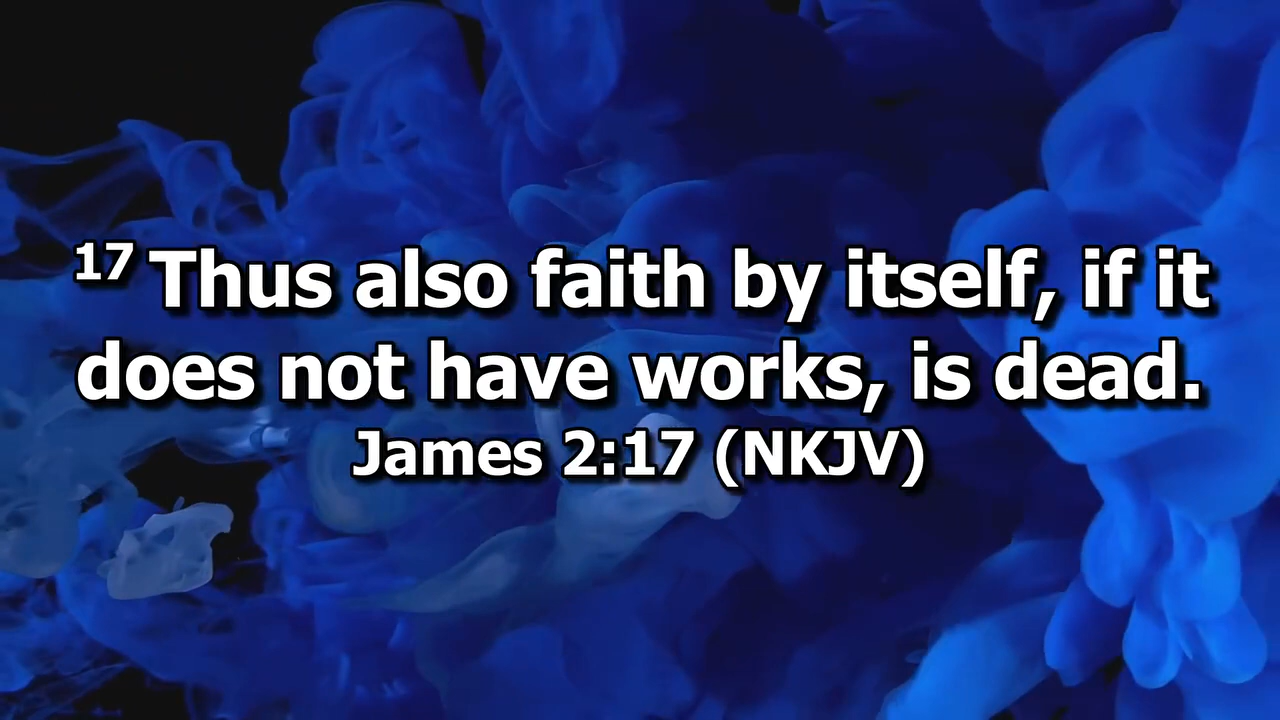 17 Thus also faith by itself, if it
does not have works, is dead.
James 2:17 (NKJV)